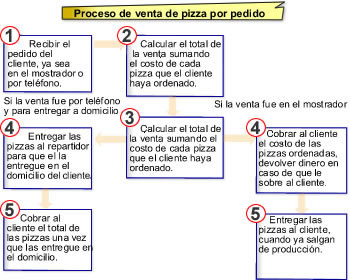 Proceso de venta de pizza por pedido
1
Recibir el
pedido del
cliente, ya sea
en el mostrador o
por teléfono.
2
Calcular el total de
la venta sumando
el costo de cada
pizza que el cliente
haya ordenado.
Si la venta fue por teléfono
y para entregar a domicilio
Si la venta fue en el mostrador
3
Calcular el total de
la venta sumando el
costo de cada pizza
que el cliente haya
ordenado.
4
Entregar las
pizzas al repartidor
para que el la
entregue en el
domicilio del cliente.
4
Cobrar al cliente
el costo de las
pizzas ordenadas,
devolver dinero en
caso de que le
sobre al cliente.
5
Cobrar al
cliente el total de
las pizzas una vez
que las entregue en
el domicilio.
5
Entregar las
pizzas al cliente,
cuando ya salgan
de producción.